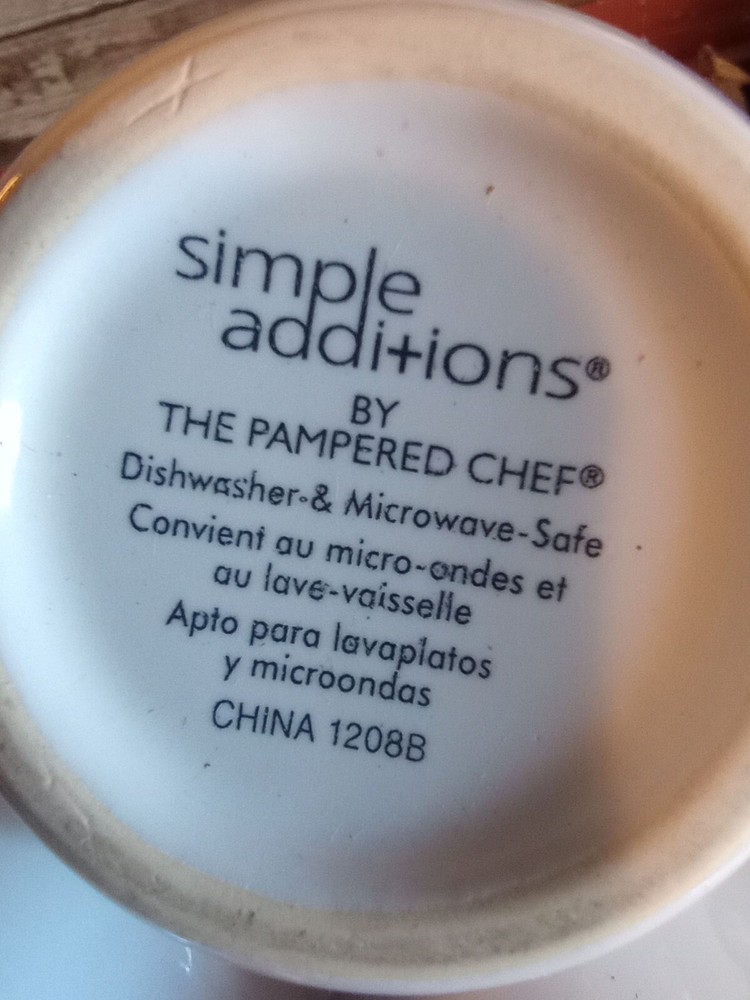 simple
additions®
BY
THE PAMPERED CHEF®
Dishwasher-& Microwave-Safe
Convient au micro-ondes et
au lave-vaisselle
Apto para lavaplatos
y microondas
CHiNA 1208B